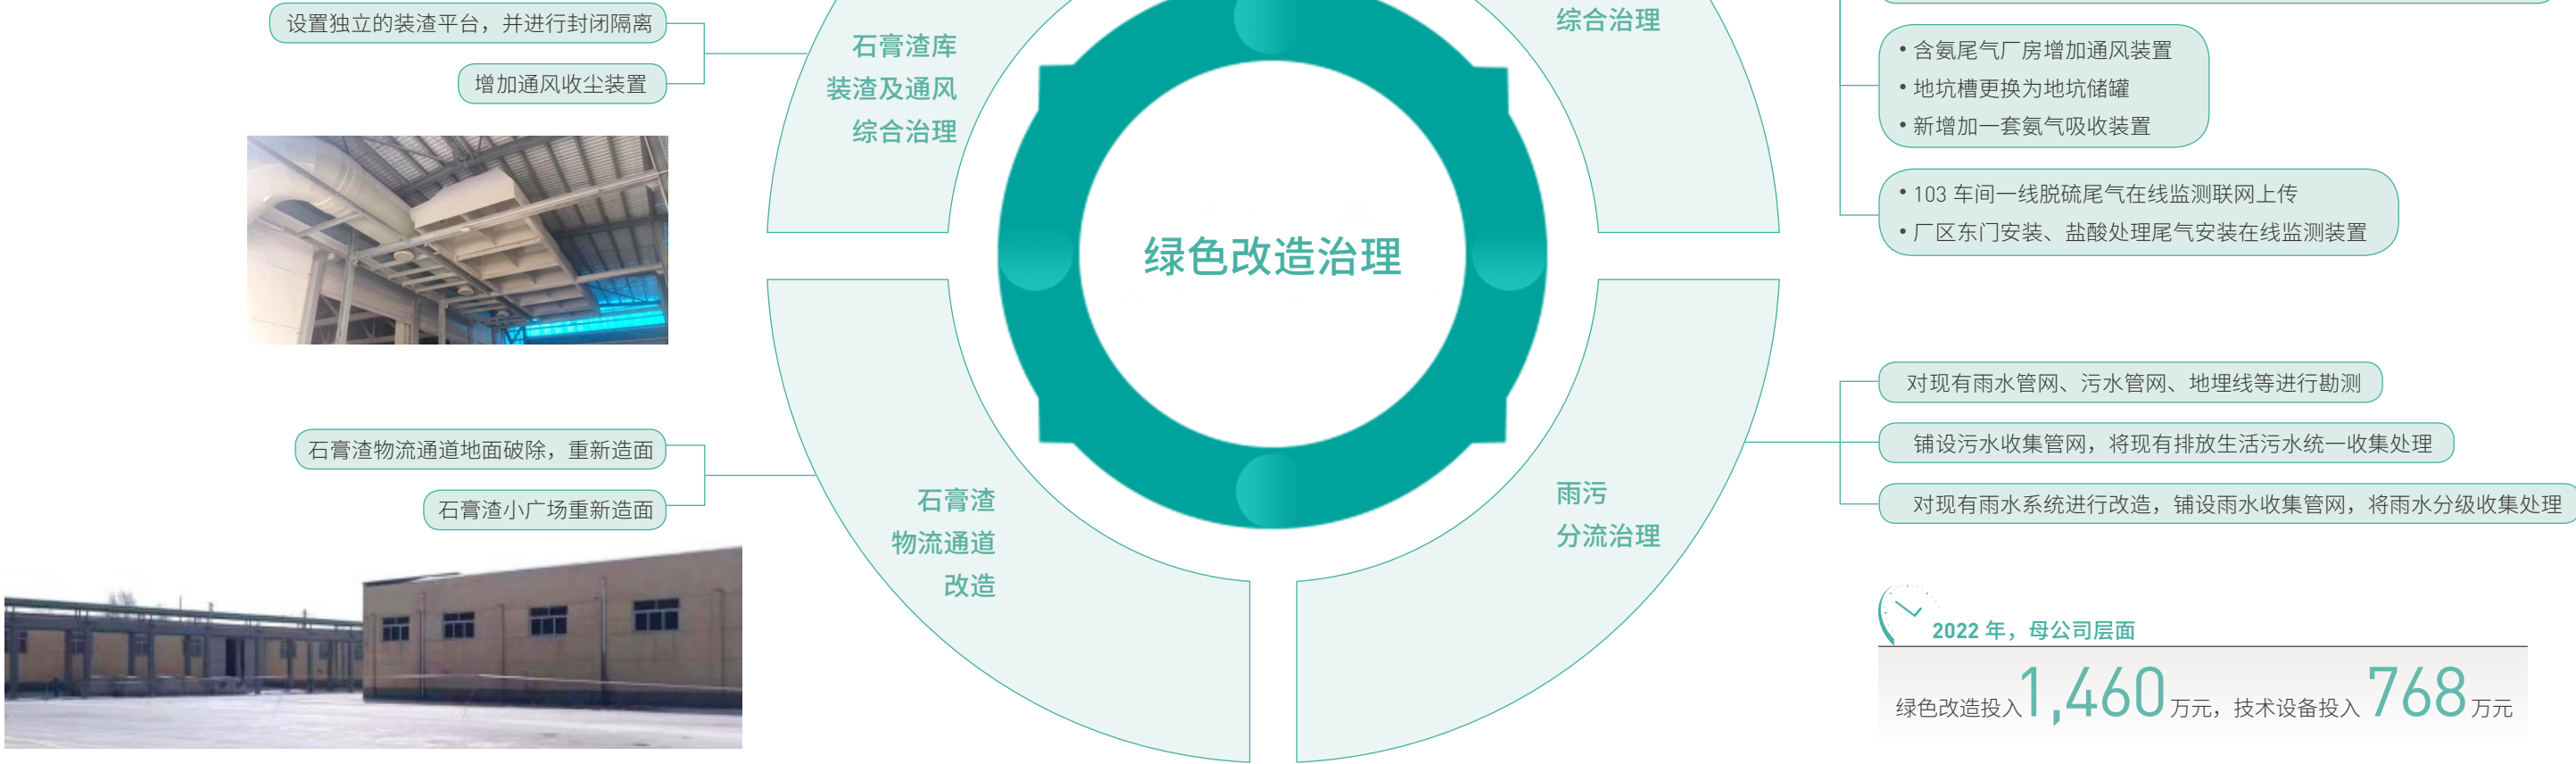 设置独立的装渣平台，并进行封闭隔离
增加通风收尘装置
石膏渣库
装渣及通风
综合治理
综合治理
• 含氨尾气厂房增加通风装置
• 地坑槽更换为地坑储罐
• 新增加一套氨气吸收装置
• 103 车间一线脱硫尾气在线监测联网上传
• 厂区东门安装、盐酸处理尾气安装在线监测装置
绿色改造治理
石膏渣物流通道地面破除，重新造面
石膏渣小广场重新造面
石膏渣
物流通道
改造
雨污
分流治理
对现有雨水管网、污水管网、地埋线等进行勘测
铺设污水收集管网，将现有排放生活污水统一收集处理
对现有雨水系统进行改造，铺设雨水收集管网，将雨水分级收集处理
2022 年，母公司层面
绿色改造投入1,460 万元，技术设备投入 768 万元